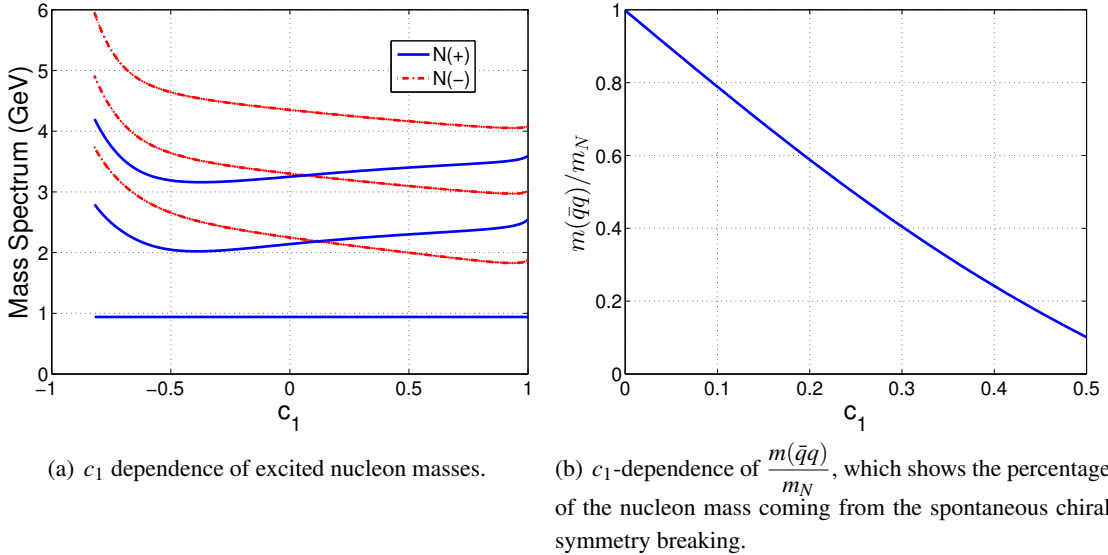 6
5
4
3
2
1
0
−1
−0.5
0
0.5
1
Mass Spectrum (GeV)
c₁
N(+)
N(−)
1
0.8
0.6
0.4
0.2
0
0
0.1
0.2
0.3
0.4
0.5
m(q̄q)/m_N
c₁
(a) c₁ dependence of excited nucleon masses.
(b) c₁-dependence of m(q̄q)/m_N, which shows the percentage
of the nucleon mass coming from the spontaneous chiral
symmetry breaking.